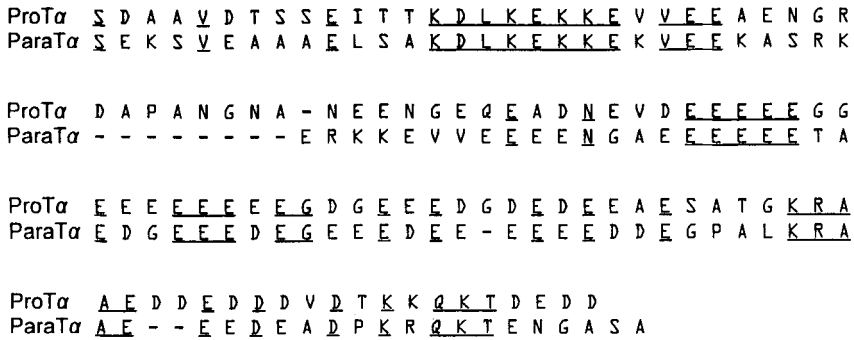 ProTα S D A A V D T S S E I T T K D L K E K K E V V E E A E N G R
ParaTα S E K S V E A A A E L S A K D L K E K K E K V E E K A S R K
ProTα D A P A N G N A - N E E N G E Q E A D N E V D E E E E E G G
ParaTα - - - - - - - E R K K E V V E E E E N G A E E E E E E T A
ProTα E E E E E E E E G D G E E E D G D E D E E A E S A T G K R A
ParaTα E D G E E E D E G E E E D E E - E E E E D D E G P A L K R A
ProTα A E D D E D D D V D T K K Q K T D E D D
ParaTα A E - - E E D E A D P K R Q K T E N G A S A